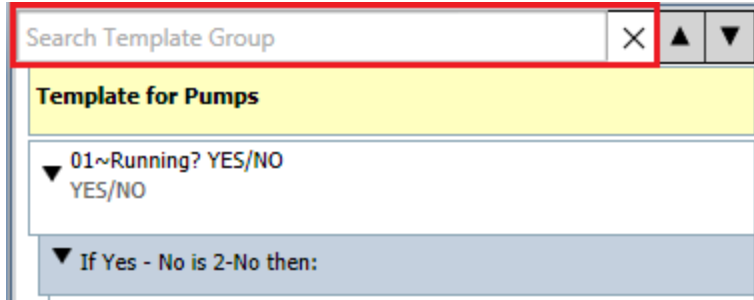 Search Template Group
Template for Pumps
01~Running? YES/NO
YES/NO
If Yes - No is 2-No then: